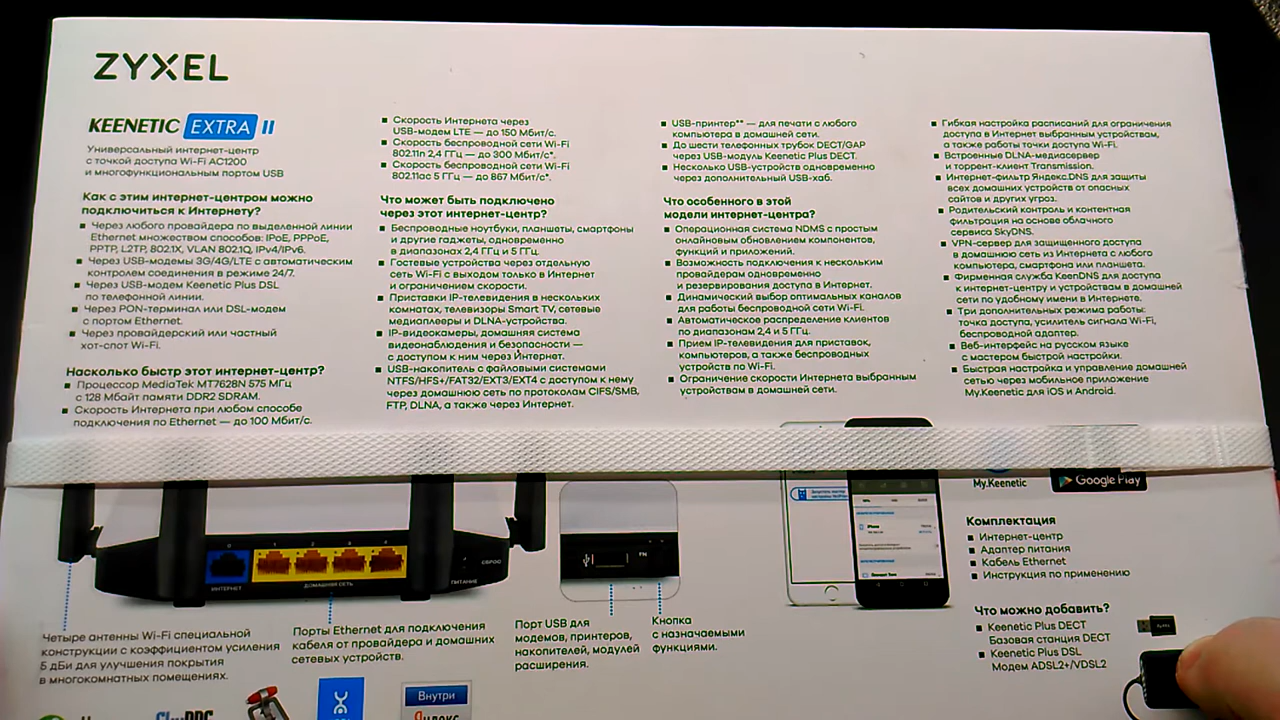 ZYXEL
KEENETIC EXTRA II
Универсальный интернет-центр
с точкой доступа Wi-Fi AC1200
и многофункциональным портом USB
Как с этим интернет-центром можно
подключиться к Интернету?
■ Через любого провайдера по выделенной линии
Ethernet множеством способов: IPoE, PPPoE,
PPTP, L2TP, 802.1X, VLAN 802.1Q, IPv4/IPv6.
■ Через USB-модемы 3G/4G/LTE с автоматическим
контролем соединения в режиме 24/7.
■ Через USB-модем Keenetic Plus DSL
по телефонной линии.
■ Через PON-терминал или DSL-модем
с портом Ethernet.
■ Через провайдерский или частный
хот-спот Wi-Fi.
Насколько быстр этот интернет-центр?
■ Процессор MediaTek MT7628N 575 МГц
с 128 Мбайт памяти DDR2 SDRAM.
■ Скорость Интернета при любом способе
подключения по Ethernet — до 100 Мбит/с.
■ Скорость Интернета через
USB-модем LTE — до 150 Мбит/с.
■ Скорость беспроводной сети Wi-Fi
802.11n 2,4 ГГц — до 300 Мбит/с*.
■ Скорость беспроводной сети Wi-Fi
802.11ac 5 ГГц — до 867 Мбит/с*.
Что может быть подключено
через этот интернет-центр?
■ Беспроводные ноутбуки, планшеты, смартфоны
и другие гаджеты, одновременно
в диапазонах 2,4 ГГц и 5 ГГц.
■ Гостевые устройства через отдельную
сеть Wi-Fi с выходом только в Интернет
и ограничением скорости.
■ Приставки IP-телевидения в нескольких
комнатах, телевизоры Smart TV, сетевые
медиаплееры и DLNA-устройства.
■ IP-видеокамеры, домашняя система
видеонаблюдения и безопасности —
с доступом к ним через Интернет.
■ USB-накопитель с файловыми системами
NTFS/HFS+/FAT32/EXT3/EXT4 с доступом к нему
через домашнюю сеть по протоколам CIFS/SMB,
FTP, DLNA, а также через Интернет.
■ USB-принтер** — для печати с любого
компьютера в домашней сети.
■ До шести телефонных трубок DECT/GAP
через USB-модуль Keenetic Plus DECT.
■ Несколько USB-устройств одновременно
через дополнительный USB-хаб.
Что особенного в этой
модели интернет-центра?
■ Операционная система NDMS с простым
онлайновым обновлением компонентов,
функций и приложений.
■ Возможность подключения к нескольким
провайдерам одновременно
и резервирования доступа в Интернет.
■ Динамический выбор оптимальных каналов
для работы беспроводной сети Wi-Fi.
■ Автоматическое распределение клиентов
по диапазонам 2,4 и 5 ГГц.
■ Прием IP-телевидения для приставок,
компьютеров, а также беспроводных
устройств по Wi-Fi.
■ Ограничение скорости Интернета выбранным
устройствам в домашней сети.
■ Гибкая настройка расписаний для ограничения
доступа в Интернет выбранным устройствам,
а также работы точки доступа Wi-Fi.
■ Встроенные DLNA-медиасервер
и торрент-клиент Transmission.
■ Интернет-фильтр Яндекс.DNS для защиты
всех домашних устройств от опасных
сайтов и других угроз.
■ Родительский контроль и контентная
фильтрация на основе облачного
сервиса SkyDNS.
■ VPN-сервер для защищенного доступа
в домашнюю сеть из Интернета с любого
компьютера, смартфона или планшета.
■ Фирменная служба KeenDNS для доступа
к интернет-центру и устройствам в домашней
сети по удобному имени в Интернете.
■ Три дополнительных режима работы:
точка доступа, усилитель сигнала Wi-Fi,
беспроводной адаптер.
■ Веб-интерфейс на русском языке
с мастером быстрой настройки.
■ Быстрая настройка и управление домашней
сетью через мобильное приложение
My.Keenetic для iOS и Android.
My.Keenetic
Google Play
0 1 2 3 4
ИНТЕРНЕТ
ДОМАШНЯЯ СЕТЬ
ПИТАНИЕ
СБРОС
FN
Четыре антенны Wi-Fi специальной
конструкции с коэффициентом усиления
5 дБи для улучшения покрытия
в многокомнатных помещениях.
Порты Ethernet для подключения
кабеля от провайдера и домашних
сетевых устройств.
Порт USB для
модемов, принтеров,
накопителей, модулей
расширения.
Кнопка
с назначаемыми
функциями.
Комплектация
■ Интернет-центр
■ Адаптер питания
■ Кабель Ethernet
■ Инструкция по применению
Что можно добавить?
■ Keenetic Plus DECT
Базовая станция DECT
■ Keenetic Plus DSL
Модем ADSL2+/VDSL2
Внутри